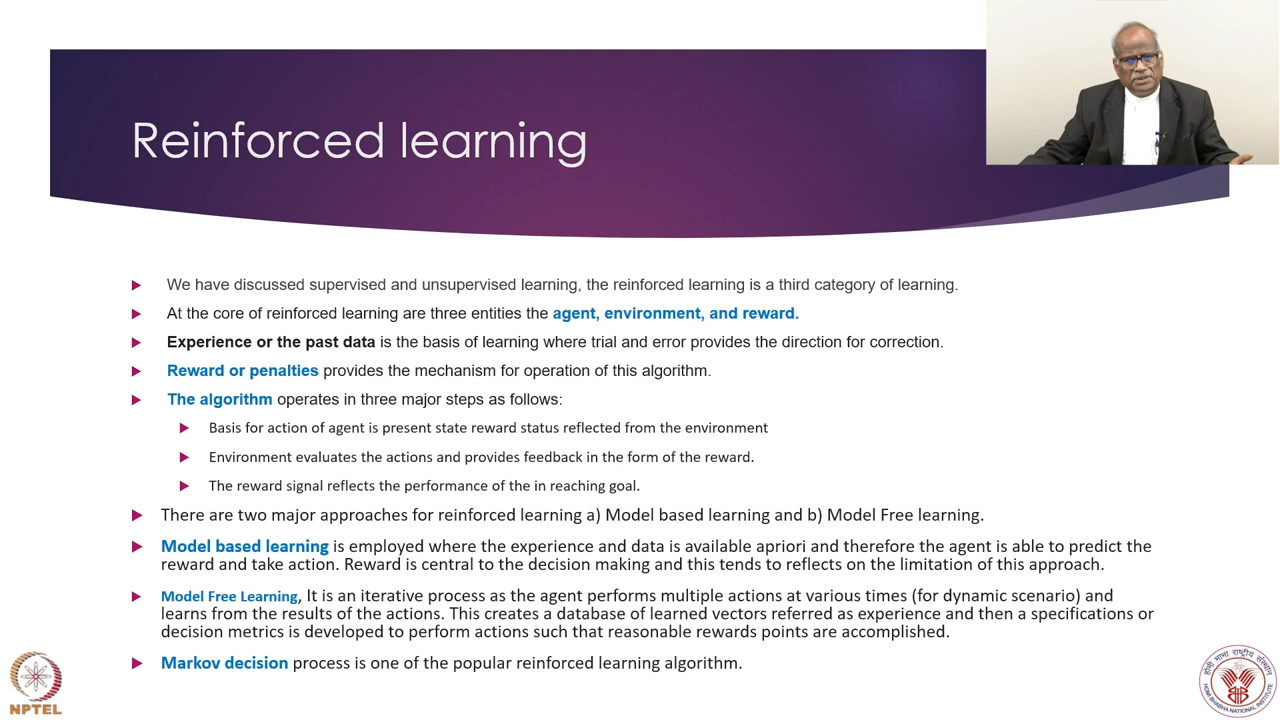 Reinforced learning
We have discussed supervised and unsupervised learning, the reinforced learning is a third category of learning.
At the core of reinforced learning are three entities the agent, environment, and reward.
Experience or the past data is the basis of learning where trial and error provides the direction for correction.
Reward or penalties provides the mechanism for operation of this algorithm.
The algorithm operates in three major steps as follows:
Basis for action of agent is present state reward status reflected from the environment
Environment evaluates the actions and provides feedback in the form of the reward.
The reward signal reflects the performance of the in reaching goal.
There are two major approaches for reinforced learning a) Model based learning and b) Model Free learning.
Model based learning is employed where the experience and data is available apriori and therefore the agent is able to predict the
reward and take action. Reward is central to the decision making and this tends to reflects on the limitation of this approach.
Model Free Learning, It is an iterative process as the agent performs multiple actions at various times (for dynamic scenario) and
learns from the results of the actions. This creates a database of learned vectors referred as experience and then a specifications or
decision metrics is developed to perform actions such that reasonable rewards points are accomplished.
Markov decision process is one of the popular reinforced learning algorithm.
NPTEL
होमी भाभा राष्ट्रीय संस्थान
HOMI BHABHA NATIONAL INSTITUTE